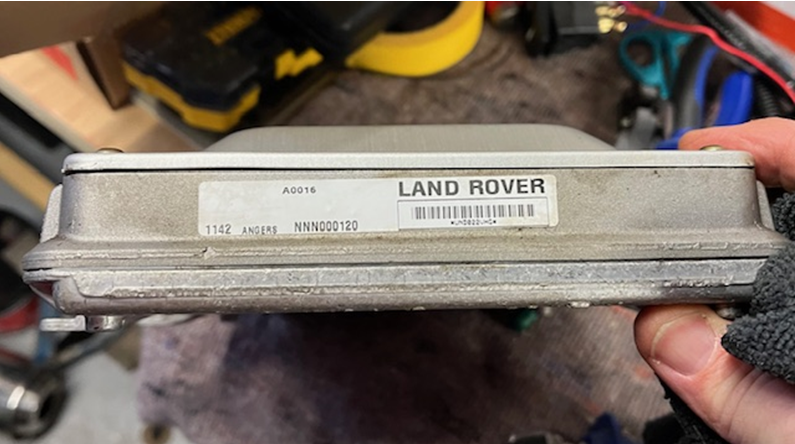 A0016
LAND ROVER
1142 ANGERS NNN000120